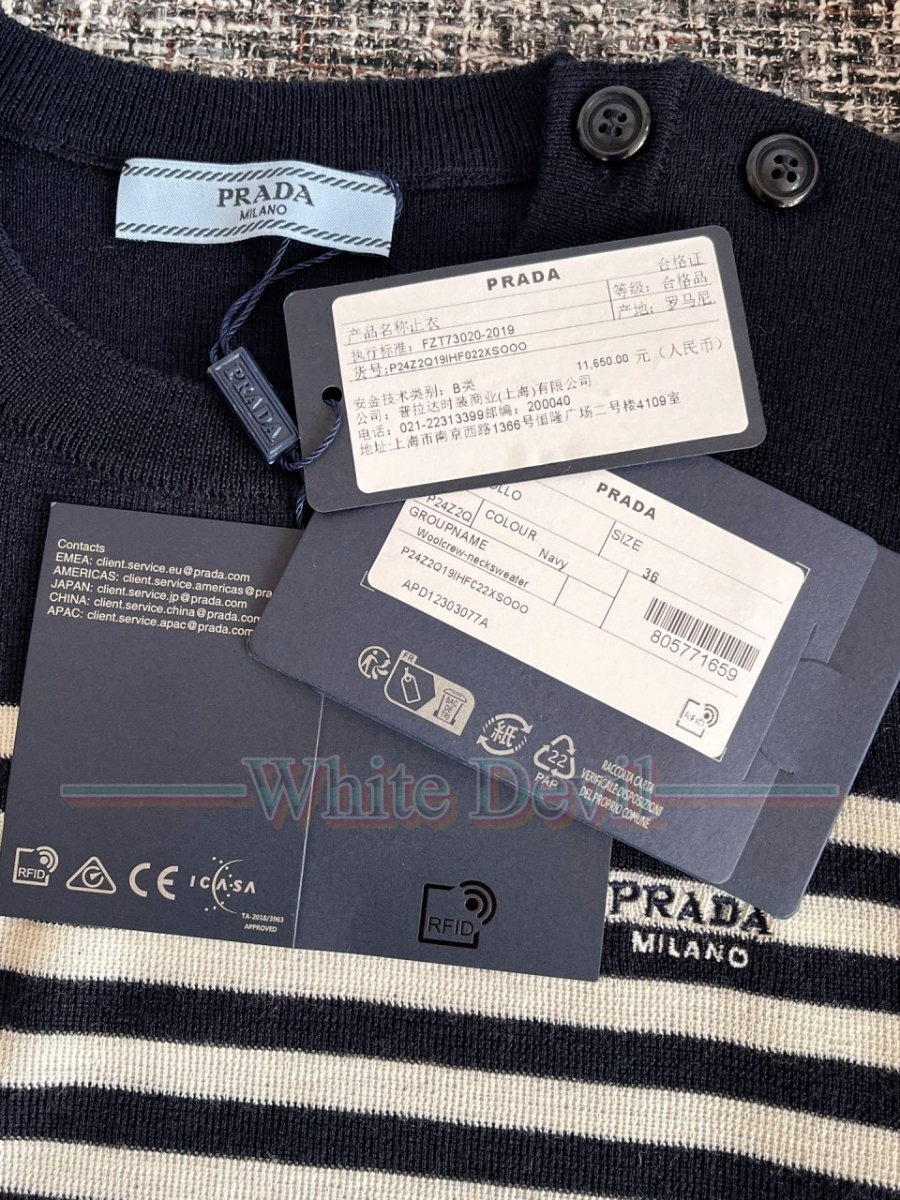 PRADA
MILANO
PRADA
PRADA
合格证
等级: 合格品
产地: 罗马尼
产品名称:上衣
执行标准: FZT73020-2019
货号:P24Z2Q19IHF022XSOOO
11,650.00 元 (人民币)
安全技术类别: B类
公司: 普拉达时装商业(上海)有限公司
电话: 021-22313399邮编: 200040
地址:上海市南京西路1366号恒隆广场二号楼4109室
PRADA
P24Z2Q
COLOUR
SIZE
GROUPNAME
Navy
36
Woolcrew-neckswealer
P24Z2Q19IHFC22XSOOO
APD12303077A
805771659
FR
BAC
DE TRI
紙
22
PAP
RACCOLTA CARTA
VERIFICALE DISPOSIZIONI
DEL PROPRIO COMUNE
Contacts
EMEA: client.service.eu@prada.com
AMERICAS: client.service.americas@pra
JAPAN: client.service.jp@prada.com
CHINA: client.service.china@prada.com
APAC: client.service.apac@prada.com
White Devil
RFID
CE
ICASA
TA-2018/3963
APPROVED
RFID
PRADA
MILANO